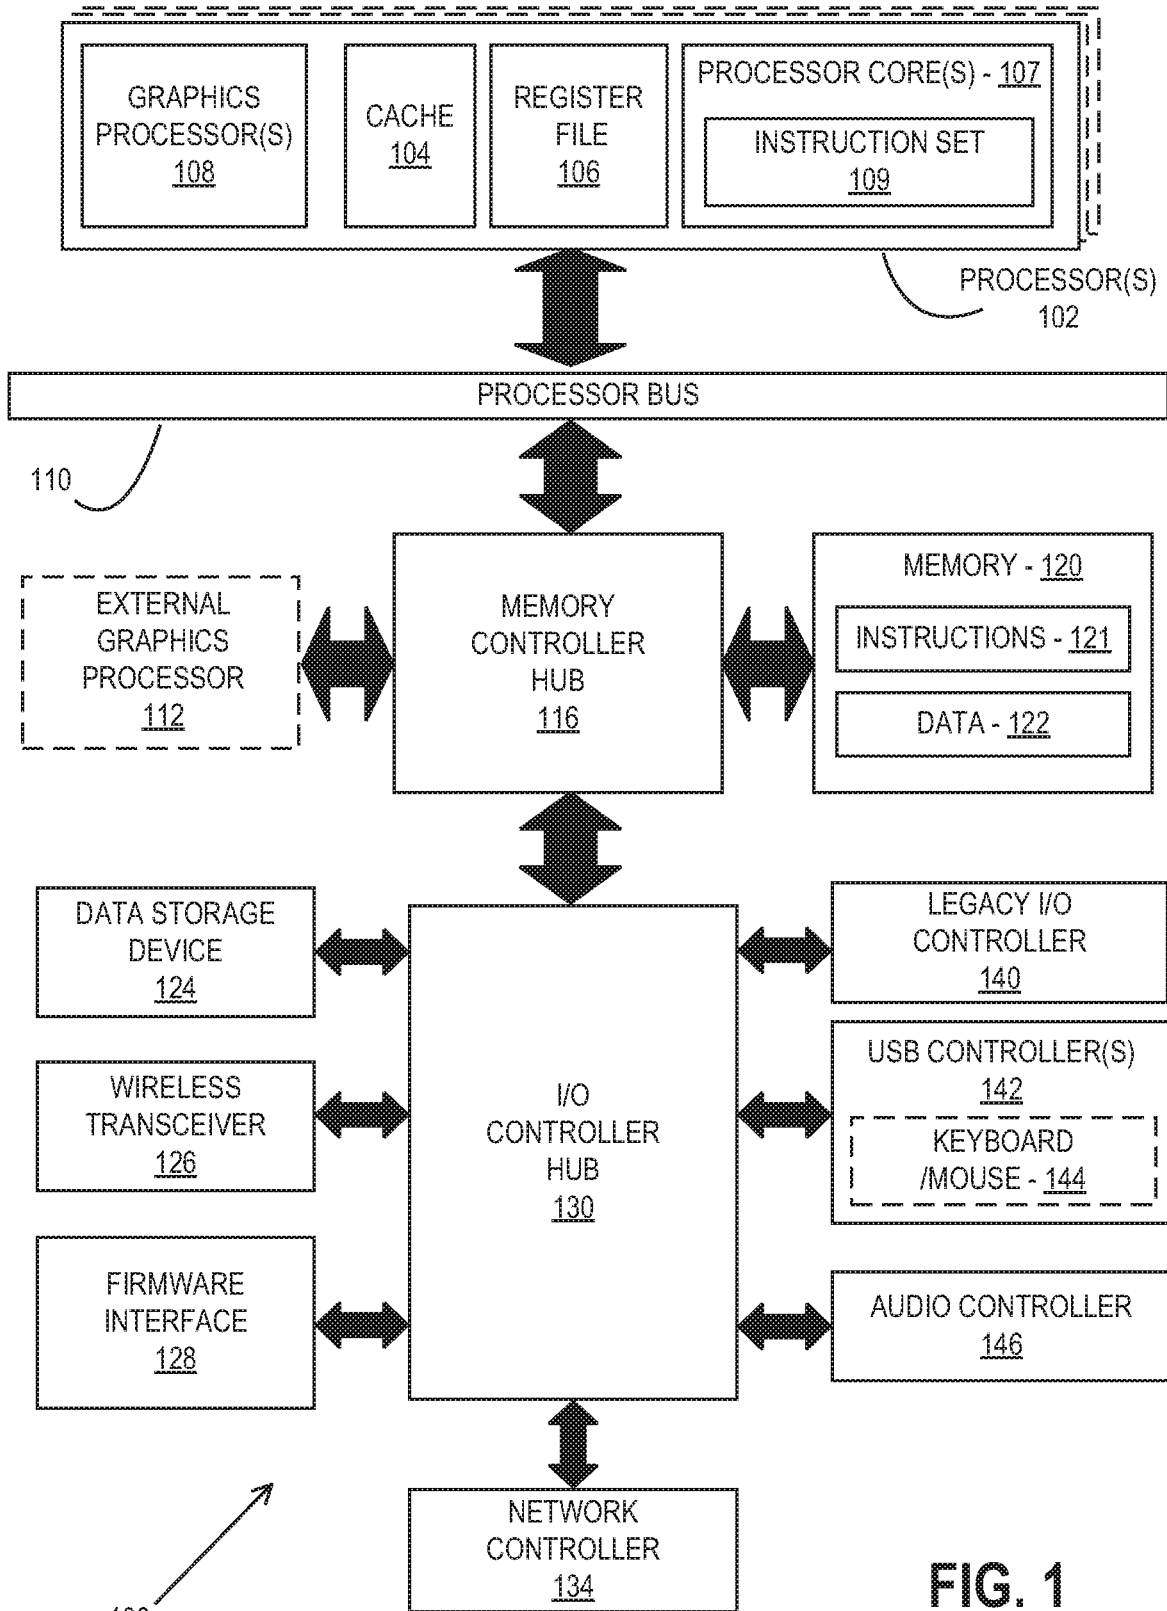 GRAPHICS
PROCESSOR(S)
108
CACHE
104
REGISTER
FILE
106
PROCESSOR CORE(S) - 107
INSTRUCTION SET
109
PROCESSOR(S)
102
PROCESSOR BUS
110
EXTERNAL
GRAPHICS
PROCESSOR
112
MEMORY
CONTROLLER
HUB
116
MEMORY - 120
INSTRUCTIONS - 121
DATA - 122
DATA STORAGE
DEVICE
124
LEGACY I/O
CONTROLLER
140
WIRELESS
TRANSCEIVER
126
I/O
CONTROLLER
HUB
130
USB CONTROLLER(S)
142
KEYBOARD
/MOUSE - 144
FIRMWARE
INTERFACE
128
AUDIO CONTROLLER
146
NETWORK
CONTROLLER
134
FIG. 1